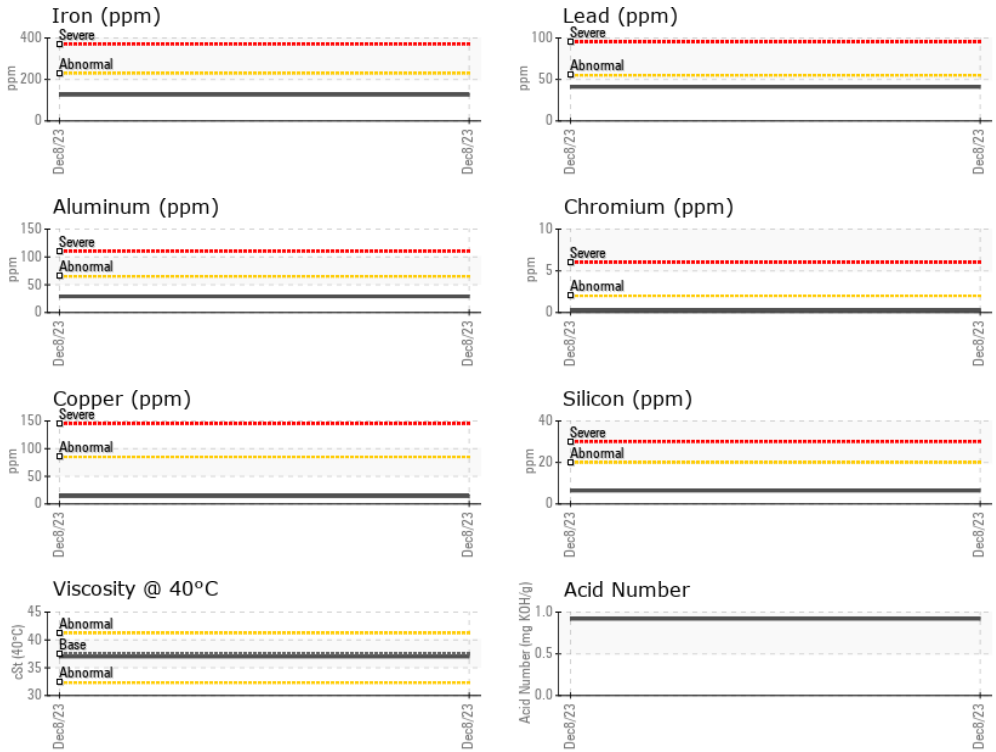 Iron (ppm)
400
200
0
ppm
Severe
Abnormal
Dec8/23
Dec8/23
Lead (ppm)
100
50
0
ppm
Severe
Abnormal
Dec8/23
Dec8/23
Aluminum (ppm)
150
100
50
0
ppm
Severe
Abnormal
Dec8/23
Dec8/23
Chromium (ppm)
10
5
0
ppm
Severe
Abnormal
Dec8/23
Dec8/23
Copper (ppm)
150
100
50
0
ppm
Severe
Abnormal
Dec8/23
Dec8/23
Silicon (ppm)
40
20
0
ppm
Severe
Abnormal
Dec8/23
Dec8/23
Viscosity @ 40°C
45
40
35
30
cSt (40°C)
Abnormal
Base
Abnormal
Dec8/23
Dec8/23
Acid Number
1.0
0.5
0.0
Acid Number (mg KOH/g)
Dec8/23
Dec8/23